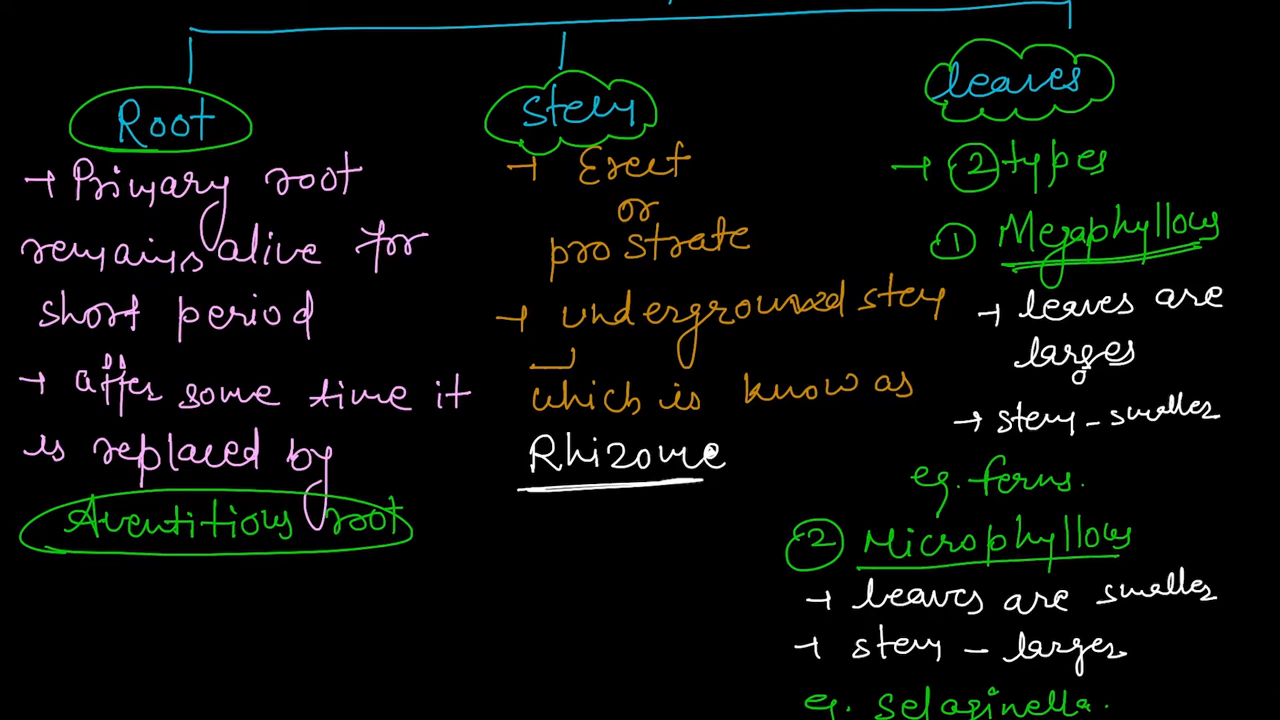 Root
→ Primary root
remains alive for
short period
→ after some time it
is replaced by
Aventitious root
stem
→ Erect
or
prostrate
→ underground stem
which is know as
Rhizome
leaves
→ ② types
① Megaphyllous
→ leaves are
larges
→ stem - smaller
eg. ferns.
② Microphyllous
→ leaves are smaller
→ stem - larger
eg. selaginella.